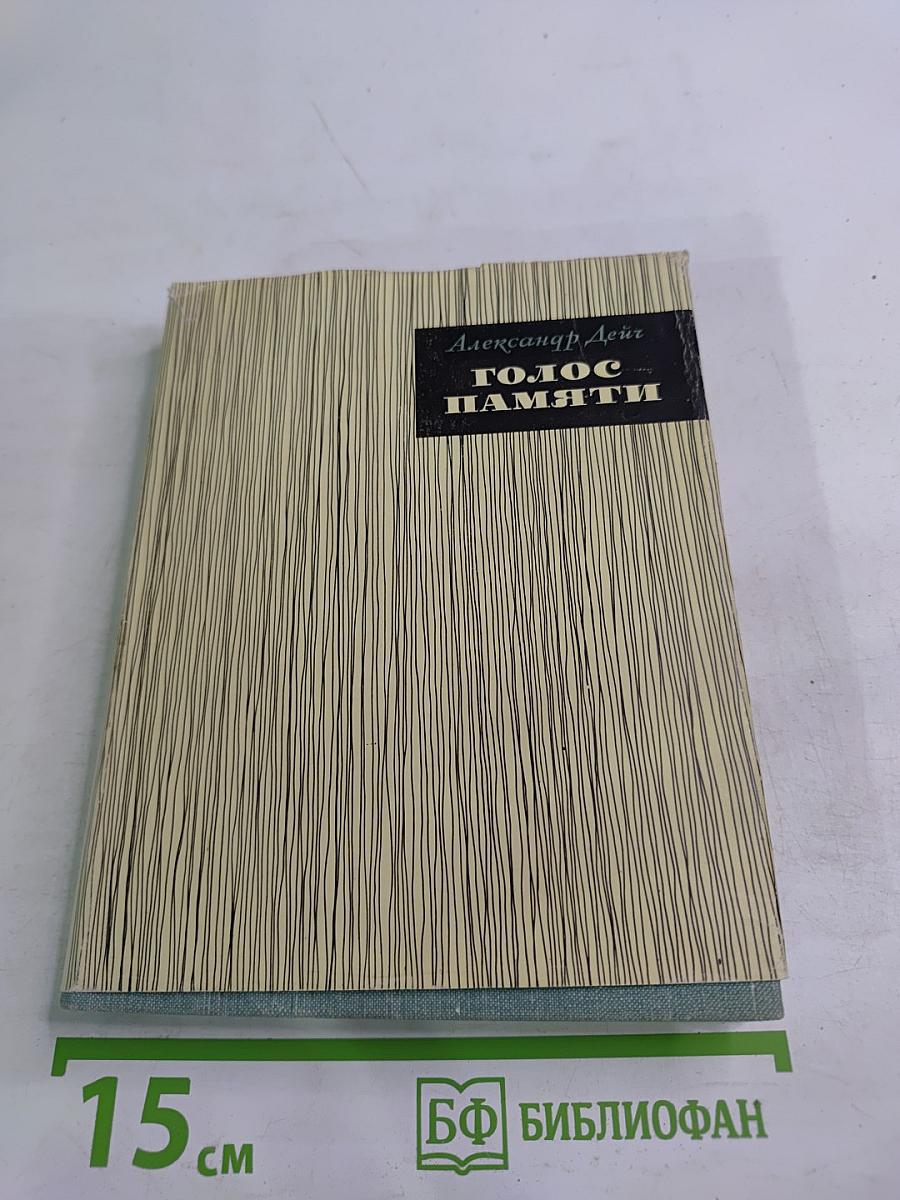 Александр Дейч
ГОЛОС
ПАМЯТИ
15 см
БФ БИБЛИОФАН